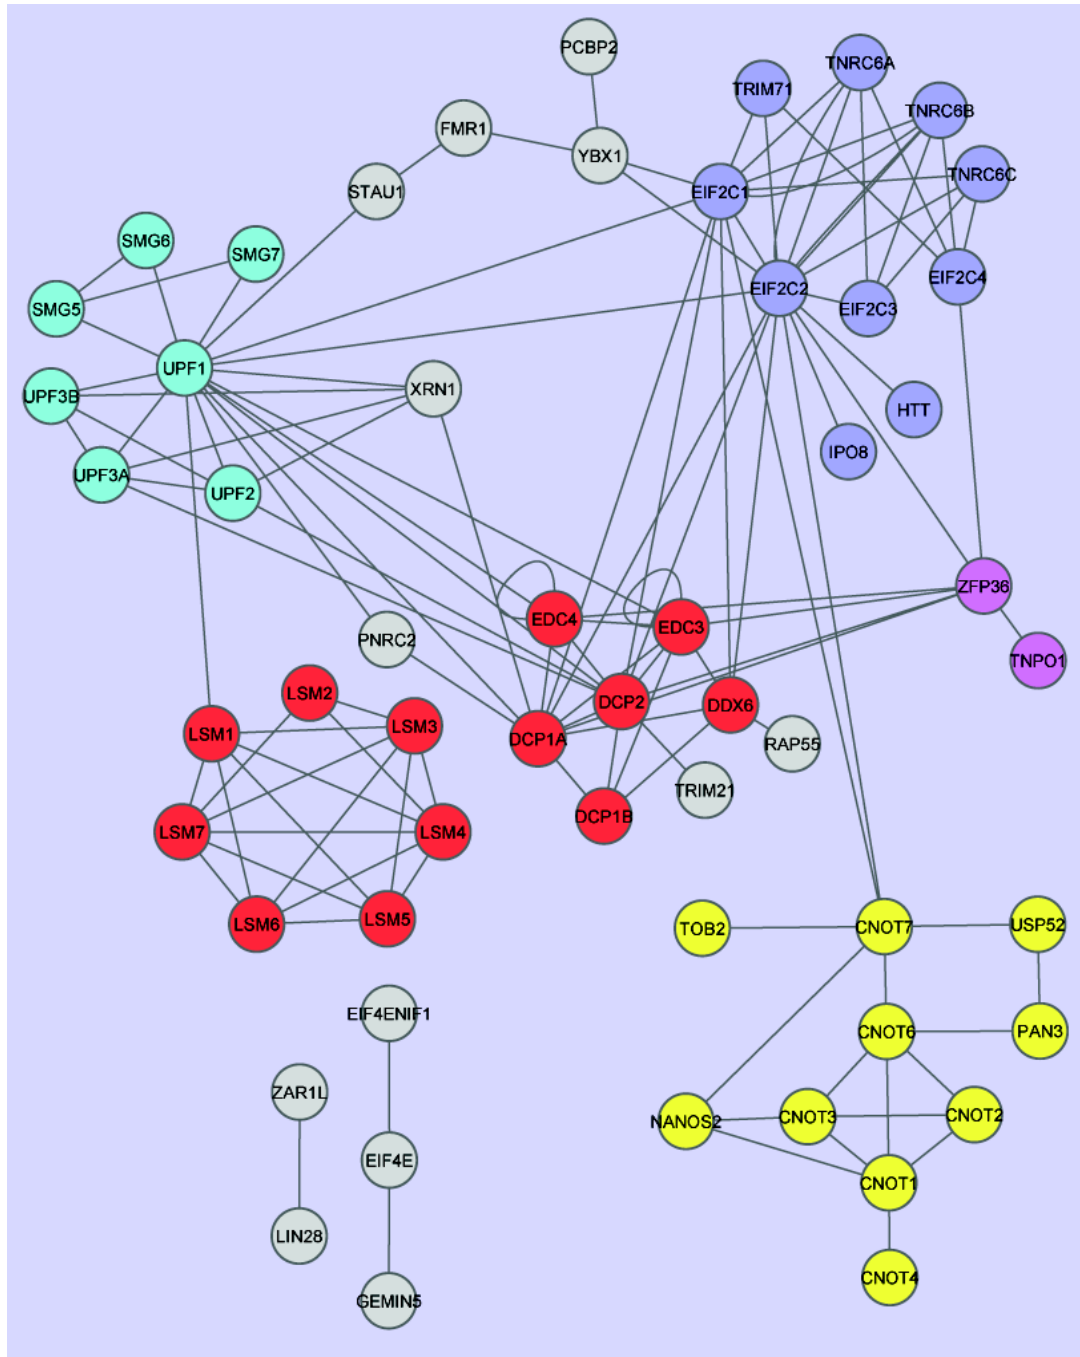 PCBP2
TNRC6A
TRIM71
TNRC6B
FMR1
YBX1
TNRC6C
STAU1
EIF2C1
SMG6
SMG7
EIF2C4
EIF2C2
SMG5
EIF2C3
UPF1
XRN1
UPF3B
HTT
IPO8
UPF3A
UPF2
ZFP36
EDC4
EDC3
PNRC2
TNPO1
LSM2
DCP2
DDX6
LSM3
LSM1
DCP1A
RAP55
TRIM21
DCP1B
LSM7
LSM4
LSM6
LSM5
TOB2
CNOT7
USP52
EIF4ENIF1
CNOT6
PAN3
ZAR1L
NANOS2
CNOT3
CNOT2
EIF4E
CNOT1
LIN28
CNOT4
GEMIN5